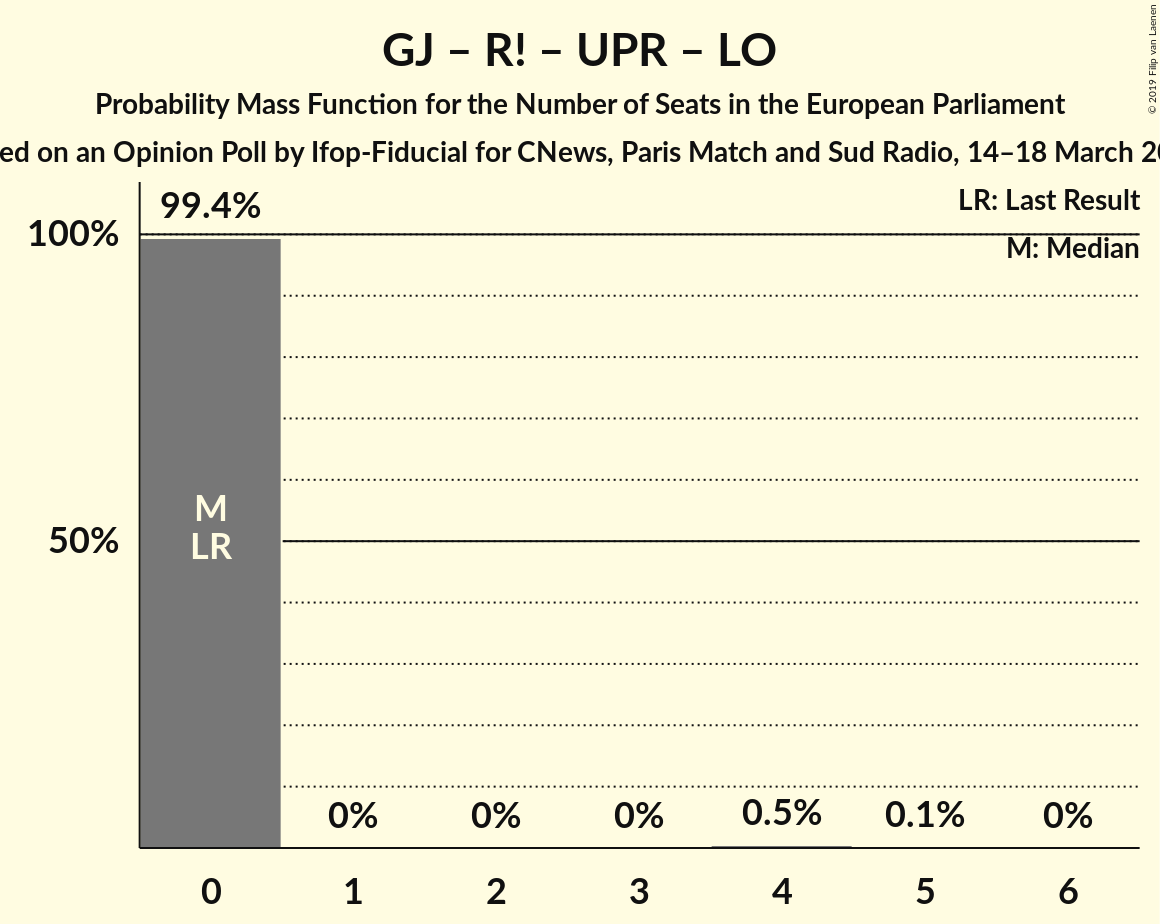 GJ – R! – UPR – LO
Probability Mass Function for the Number of Seats in the European Parliament
ed on an Opinion Poll by Ifop-Fiducial for CNews, Paris Match and Sud Radio, 14–18 March 20
© 2019 Filip van Laenen
99.4%
LR: Last Result
100%
M: Median
M
50%
LR
0%
0%
0%
0.5%
0.1%
0%
0
1
2
3
4
5
6